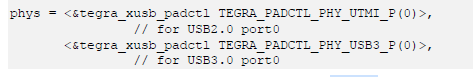 phys = <&tegra_xusb_padctl TEGRA_PADCTL_PHY_UTMI_P(0)>,
// for USB2.0 port0
<&tegra_xusb_padctl TEGRA_PADCTL_PHY_USB3_P(0)>,
// for USB3.0 port0